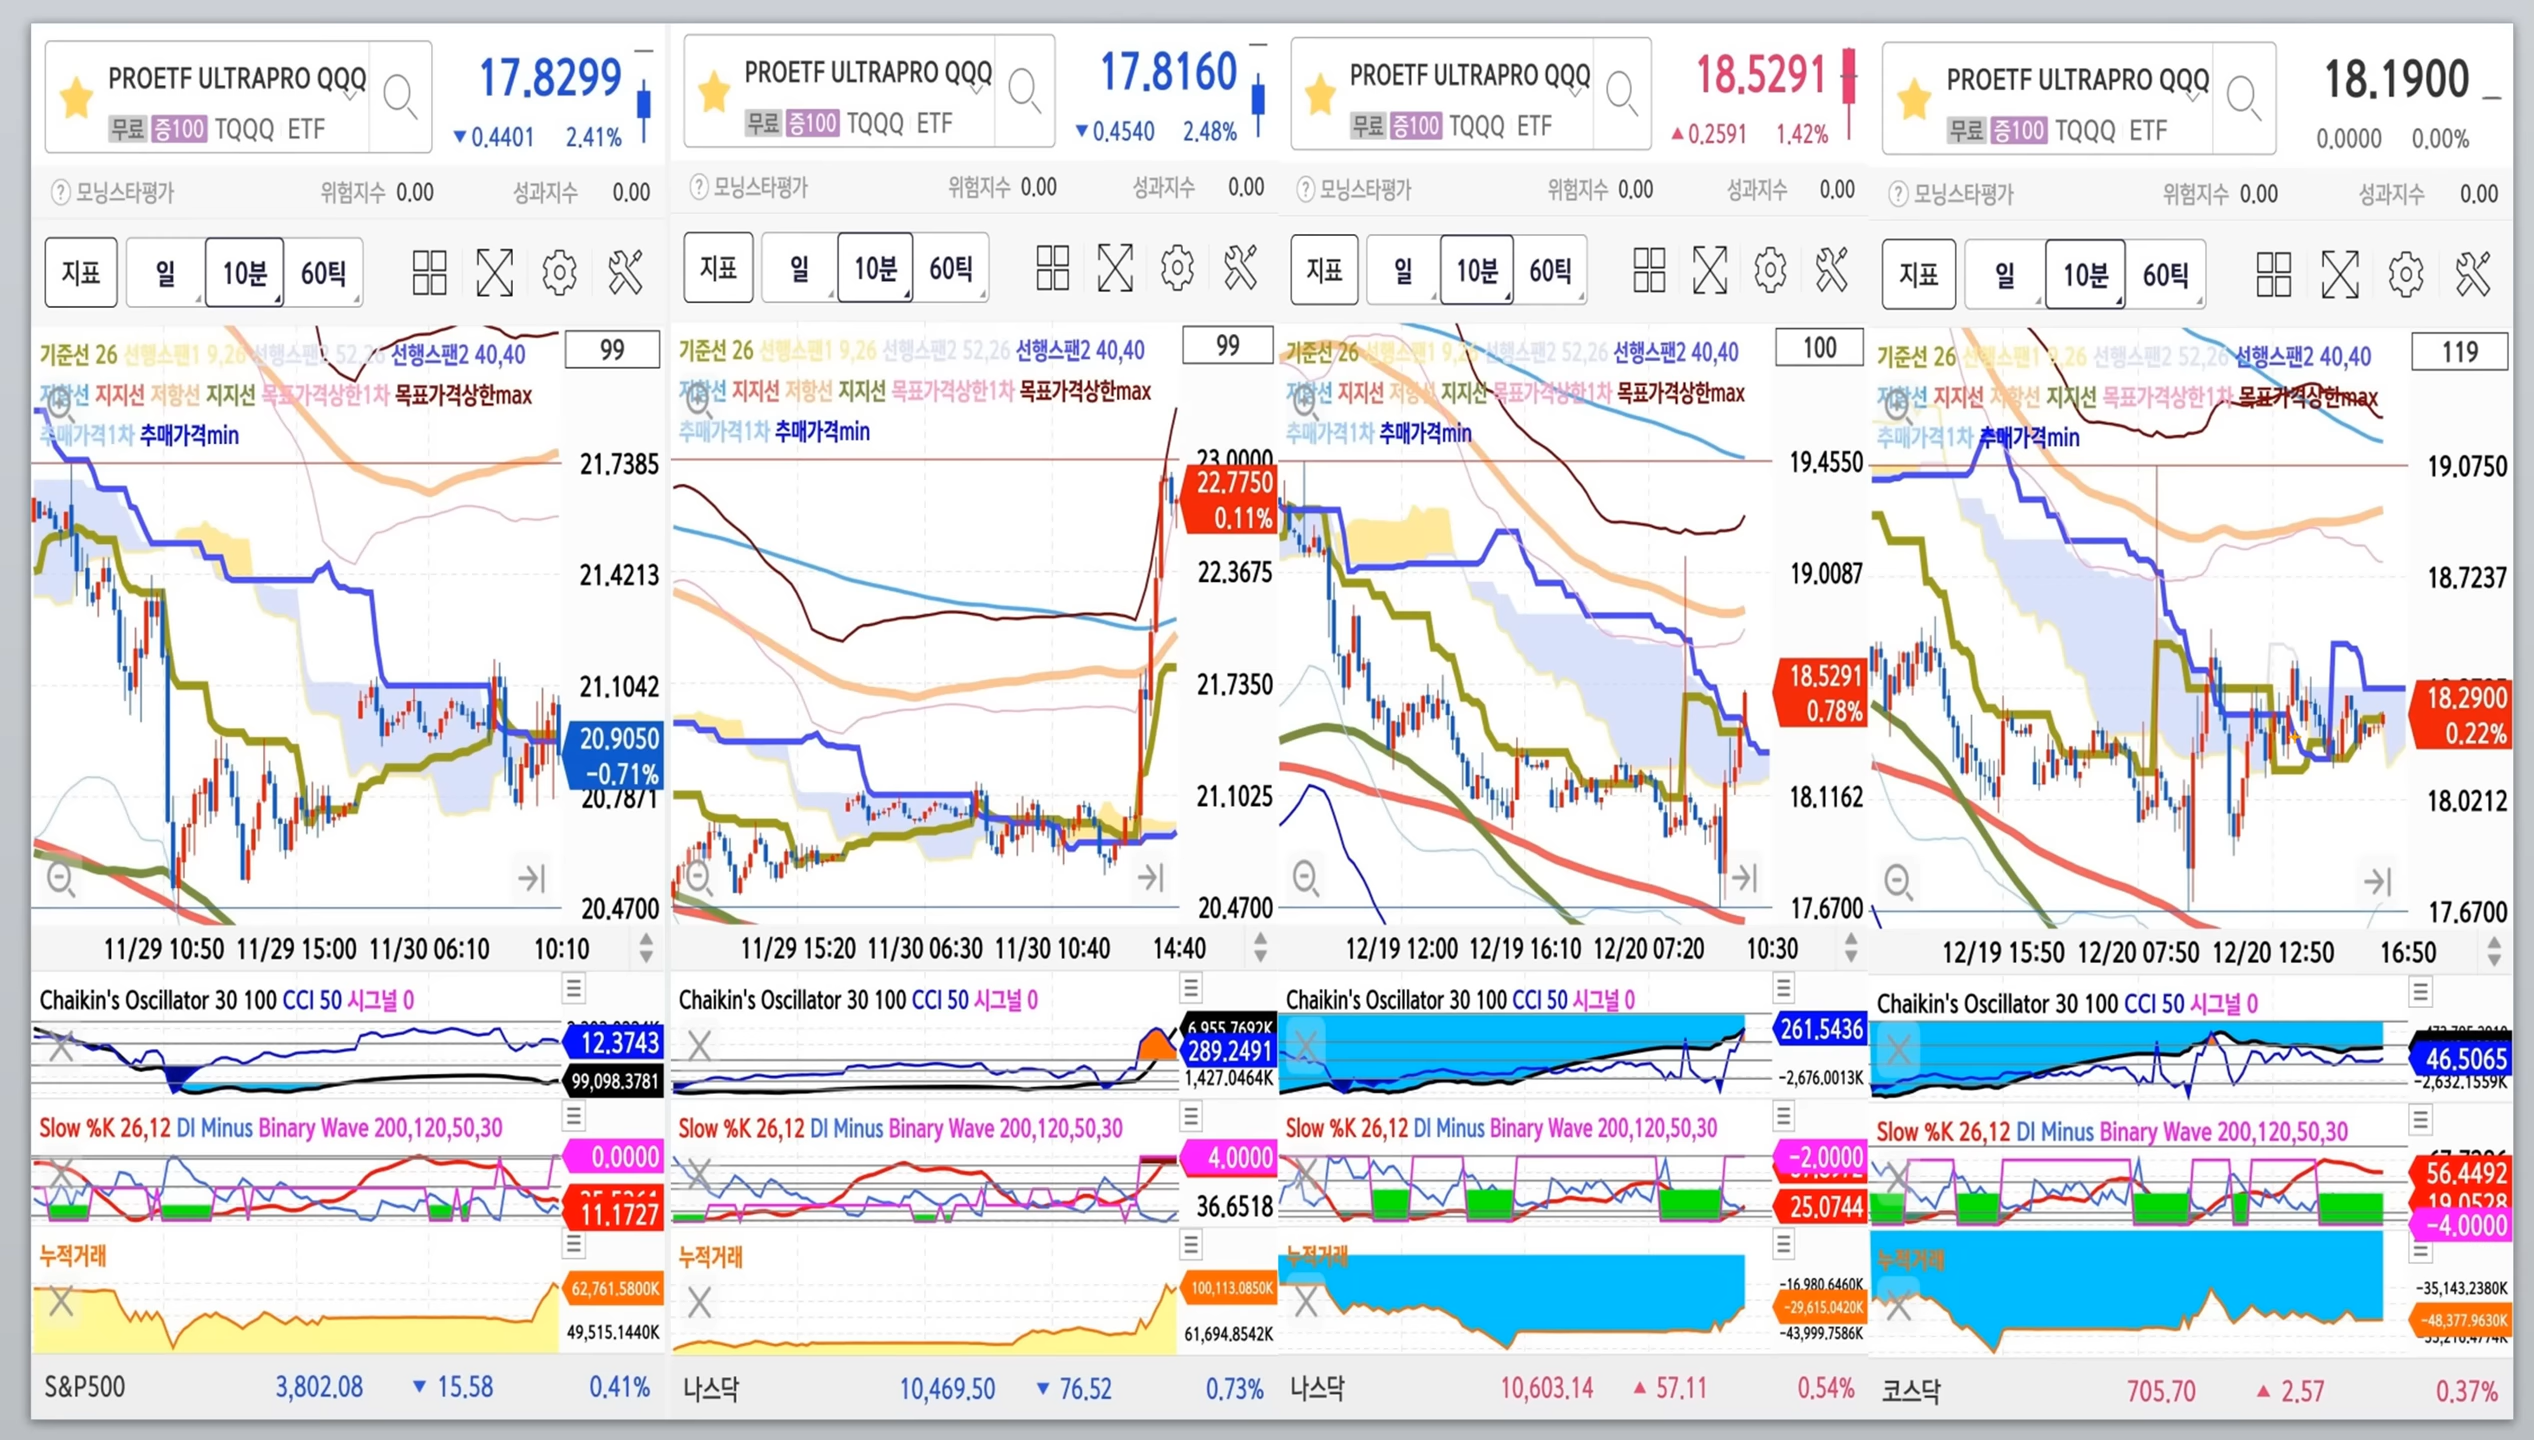 PROETF ULTRAPRO QQQ
무료 증100 TQQQ ETF
17.8299
▼0.4401 2.41%
모닝스타평가 위험지수 0.00 성과지수 0.00
지표 일 10분 60틱
기준선 26 선행스팬1 9,26 선행스팬2 52,26 선행스팬2 40,40
저항선 지지선 저항선 지지선 목표가격상한1차 목표가격상한max
추매가격1차 추매가격min
99
21.7385
21.4213
21.1042
20.9050
-0.71%
20.7871
20.4700
11/29 10:50 11/29 15:00 11/30 06:10 10:10
Chaikin's Oscillator 30 100 CCI 50 시그널 0
12.3743
99,098.3781
Slow %K 26,12 DI Minus Binary Wave 200,120,50,30
0.0000
11.1727
누적거래
62,761.5800K
49,515.1440K
S&P500 3,802.08 ▼ 15.58 0.41%
PROETF ULTRAPRO QQQ
무료 증100 TQQQ ETF
17.8160
▼0.4540 2.48%
모닝스타평가 위험지수 0.00 성과지수 0.00
지표 일 10분 60틱
기준선 26 선행스팬1 9,26 선행스팬2 52,26 선행스팬2 40,40
저항선 지지선 저항선 지지선 목표가격상한1차 목표가격상한max
추매가격1차 추매가격min
99
23.0000
22.7750
0.11%
22.3675
21.7350
21.1025
20.4700
11/29 15:20 11/30 06:30 11/30 10:40 14:40
Chaikin's Oscillator 30 100 CCI 50 시그널 0
6,955.7692K
289.2491
1,427.0464K
Slow %K 26,12 DI Minus Binary Wave 200,120,50,30
4.0000
36.6518
누적거래
100,113.0850K
61,694.8542K
나스닥 10,469.50 ▼ 76.52 0.73%
PROETF ULTRAPRO QQQ
무료 증100 TQQQ ETF
18.5291
▲0.2591 1.42%
모닝스타평가 위험지수 0.00 성과지수 0.00
지표 일 10분 60틱
기준선 26 선행스팬1 9,26 선행스팬2 52,26 선행스팬2 40,40
저항선 지지선 저항선 지지선 목표가격상한1차 목표가격상한max
추매가격1차 추매가격min
100
19.4550
19.0087
18.5291
0.78%
18.1162
17.6700
12/19 12:00 12/19 16:10 12/20 07:20 10:30
Chaikin's Oscillator 30 100 CCI 50 시그널 0
261.5436
-2,676.0013K
Slow %K 26,12 DI Minus Binary Wave 200,120,50,30
-2.0000
25.0744
누적거래
-16,980.6460K
-29,615.0420K
-43,999.7586K
나스닥 10,603.14 ▲ 57.11 0.54%
PROETF ULTRAPRO QQQ
무료 증100 TQQQ ETF
18.1900
0.0000 0.00%
모닝스타평가 위험지수 0.00 성과지수 0.00
지표 일 10분 60틱
기준선 26 선행스팬1 9,26 선행스팬2 52,26 선행스팬2 40,40
저항선 지지선 저항선 지지선 목표가격상한1차 목표가격상한max
추매가격1차 추매가격min
119
19.0750
18.7237
18.2900
0.22%
18.0212
17.6700
12/19 15:50 12/20 07:50 12/20 12:50 16:50
Chaikin's Oscillator 30 100 CCI 50 시그널 0
46.5065
-2,632.1559K
Slow %K 26,12 DI Minus Binary Wave 200,120,50,30
56.4492
19.0528
-4.0000
누적거래
-35,143.2380K
-48,377.9630K
코스닥 705.70 ▲ 2.57 0.37%